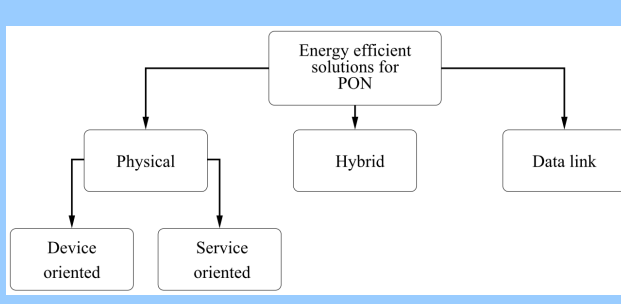 Energy efficient
solutions for
PON
Physical
Hybrid
Data link
Device
oriented
Service
oriented